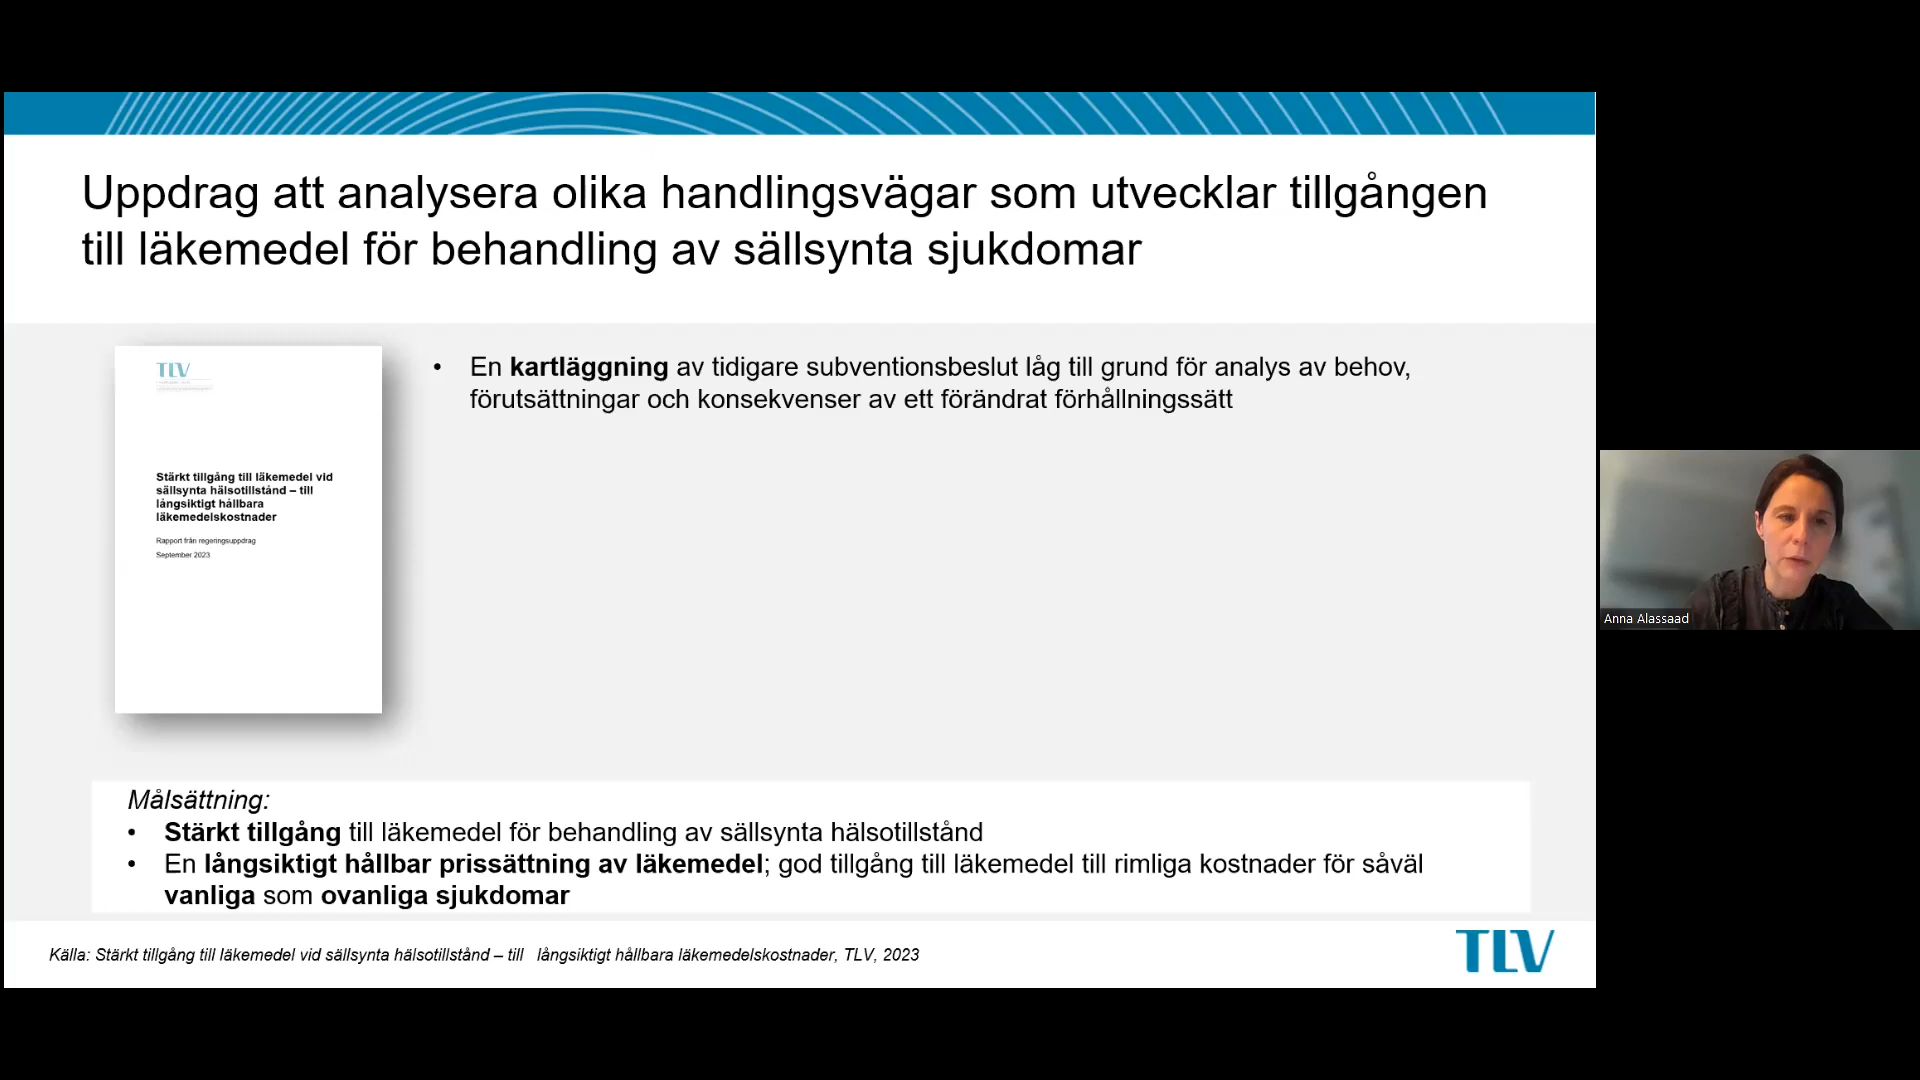 Uppdrag att analysera olika handlingsvägar som utvecklar tillgången
till läkemedel för behandling av sällsynta sjukdomar
TLV
Stärkt tillgång till läkemedel vid
sällsynta hälsotillstånd – till
långsiktigt hållbara
läkemedelskostnader
Rapport från regeringsuppdrag
September 2023
• En kartläggning av tidigare subventionsbeslut låg till grund för analys av behov,
förutsättningar och konsekvenser av ett förändrat förhållningssätt
Målsättning:
• Stärkt tillgång till läkemedel för behandling av sällsynta hälsotillstånd
• En långsiktigt hållbar prissättning av läkemedel; god tillgång till läkemedel till rimliga kostnader för såväl
vanliga som ovanliga sjukdomar
Källa: Stärkt tillgång till läkemedel vid sällsynta hälsotillstånd – till långsiktigt hållbara läkemedelskostnader, TLV, 2023
TLV
Anna Alassaad